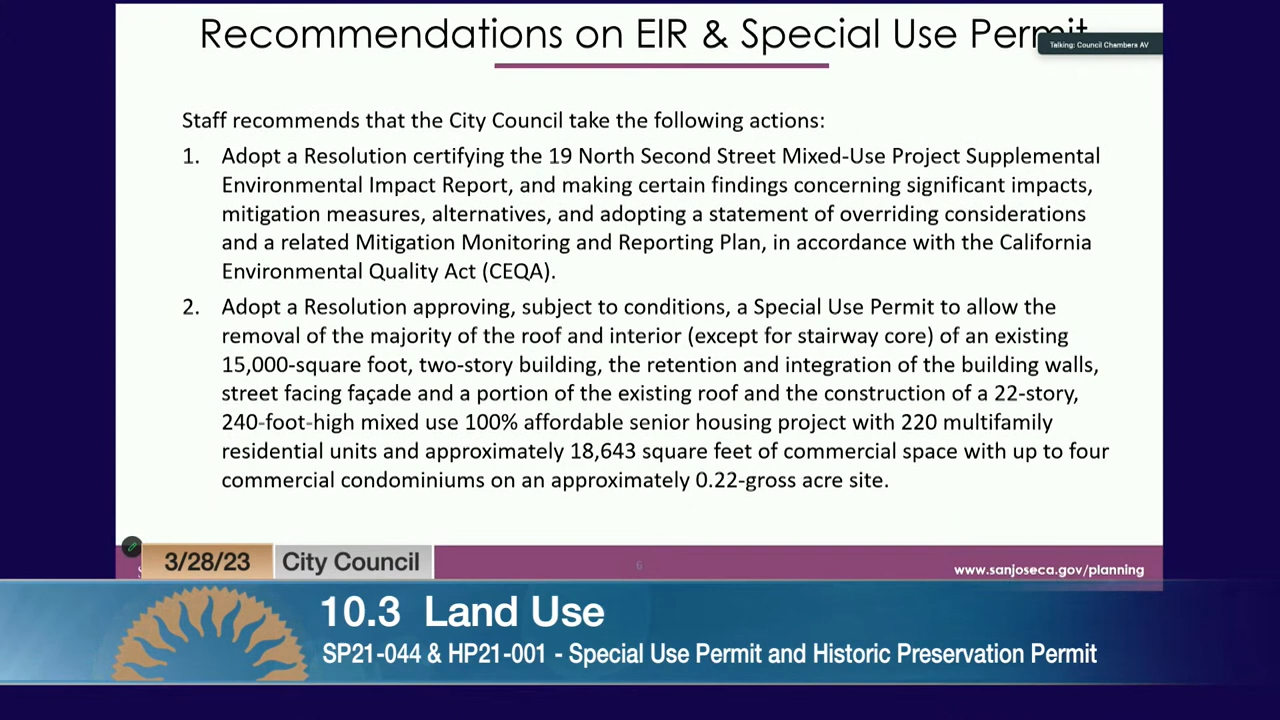 Recommendations on EIR & Special Use Permit
Talking: Council Chambers AV
Staff recommends that the City Council take the following actions:
1. Adopt a Resolution certifying the 19 North Second Street Mixed-Use Project Supplemental
Environmental Impact Report, and making certain findings concerning significant impacts,
mitigation measures, alternatives, and adopting a statement of overriding considerations
and a related Mitigation Monitoring and Reporting Plan, in accordance with the California
Environmental Quality Act (CEQA).
2. Adopt a Resolution approving, subject to conditions, a Special Use Permit to allow the
removal of the majority of the roof and interior (except for stairway core) of an existing
15,000-square foot, two-story building, the retention and integration of the building walls,
street facing façade and a portion of the existing roof and the construction of a 22-story,
240-foot-high mixed use 100% affordable senior housing project with 220 multifamily
residential units and approximately 18,643 square feet of commercial space with up to four
commercial condominiums on an approximately 0.22-gross acre site.
3/28/23 City Council
6
www.sanjoseca.gov/planning
10.3 Land Use
SP21-044 & HP21-001 - Special Use Permit and Historic Preservation Permit